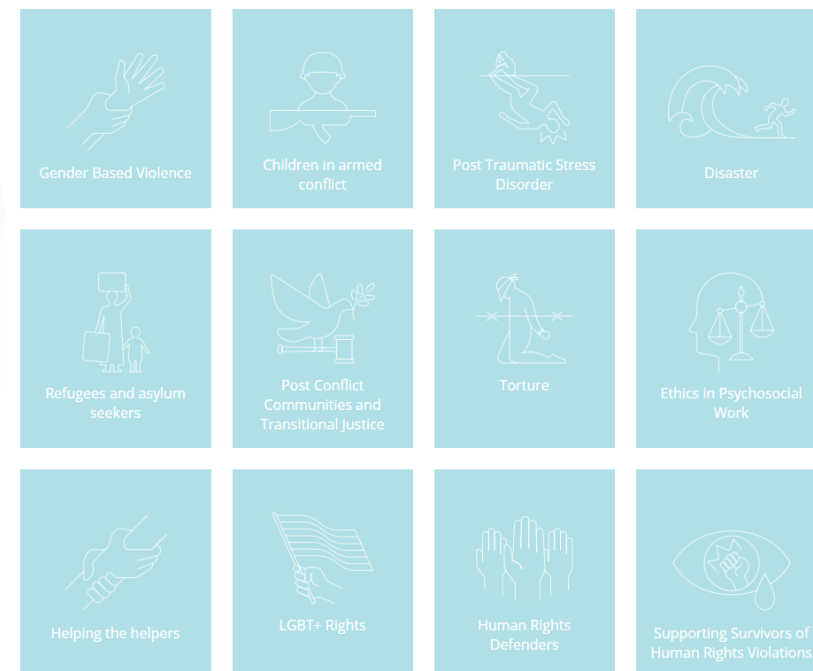 Gender Based Violence
Children in armed
conflict
Post Traumatic Stress
Disorder
Disaster
Refugees and asylum
seekers
Post Conflict
Communities and
Transitional Justice
Torture
Ethics in Psychosocial
Work
Helping the helpers
LGBT+ Rights
Human Rights
Defenders
Supporting Survivors of
Human Rights Violations